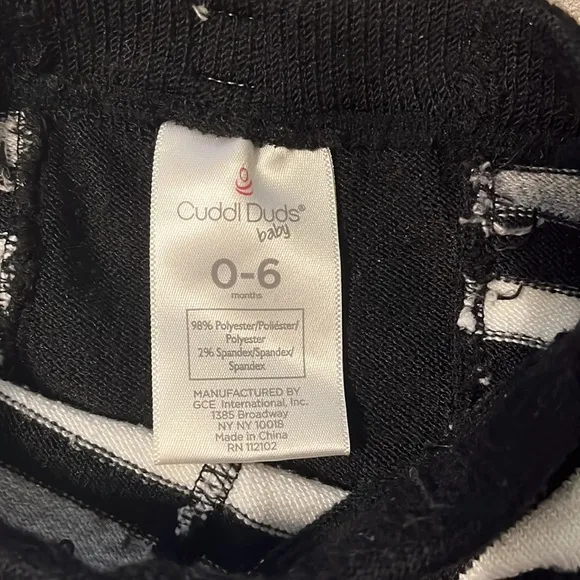 Cuddl Duds®
baby
0-6
months
98% Polyester/Poliéster/
Polyester
2% Spandex/Spandex/
Spandex
MANUFACTURED BY
GCE International, Inc.
1385 Broadway
NY NY 10018
Made in China
RN 112102